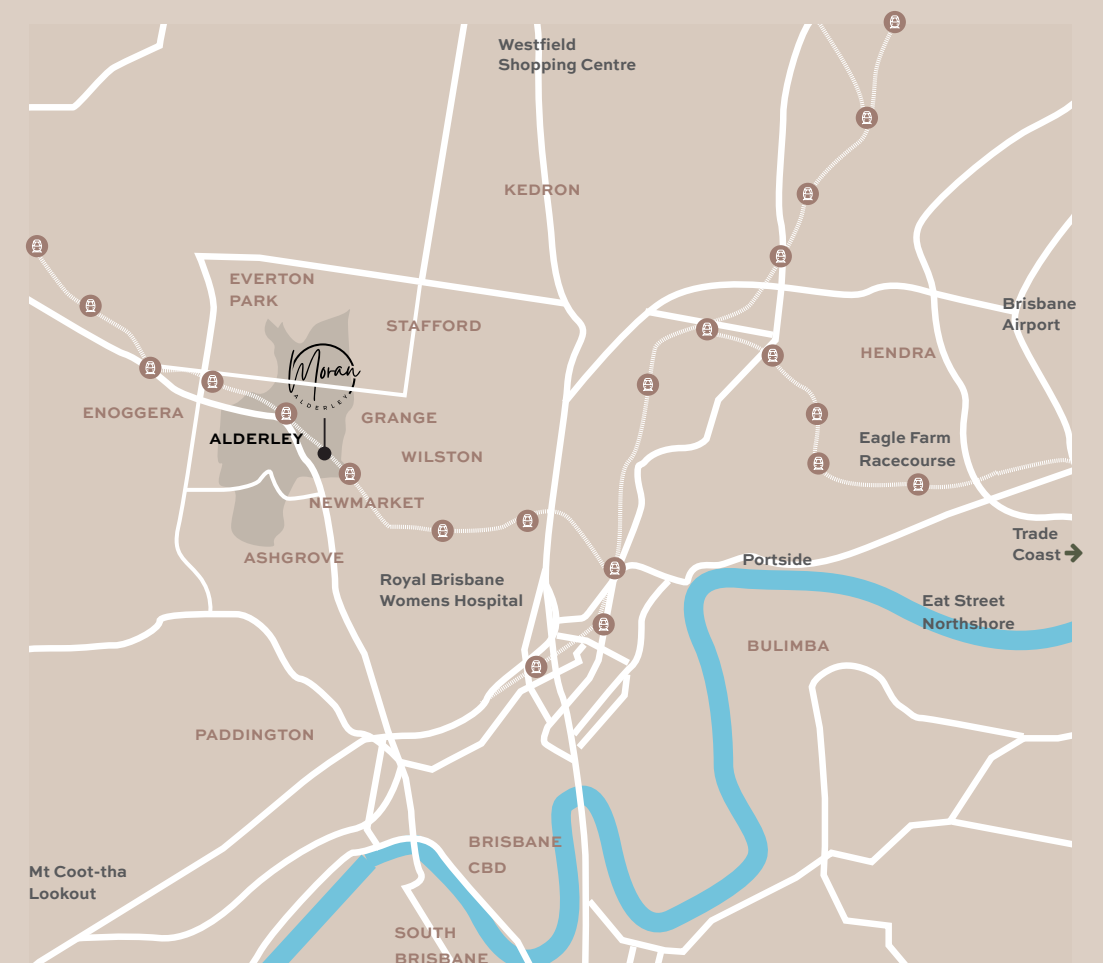 Westfield
Shopping Centre
KEDRON
EVERTON
PARK
STAFFORD
Brisbane
Airport
HENDRA
Moran
ALDERLEY
ENOGGERA
GRANGE
ALDERLEY
Eagle Farm
Racecourse
WILSTON
NEWMARKET
Trade
Coast
ASHGROVE
Portside
Royal Brisbane
Womens Hospital
Eat Street
Northshore
BULIMBA
PADDINGTON
BRISBANE
CBD
Mt Coot-tha
Lookout
SOUTH
BRISBANE